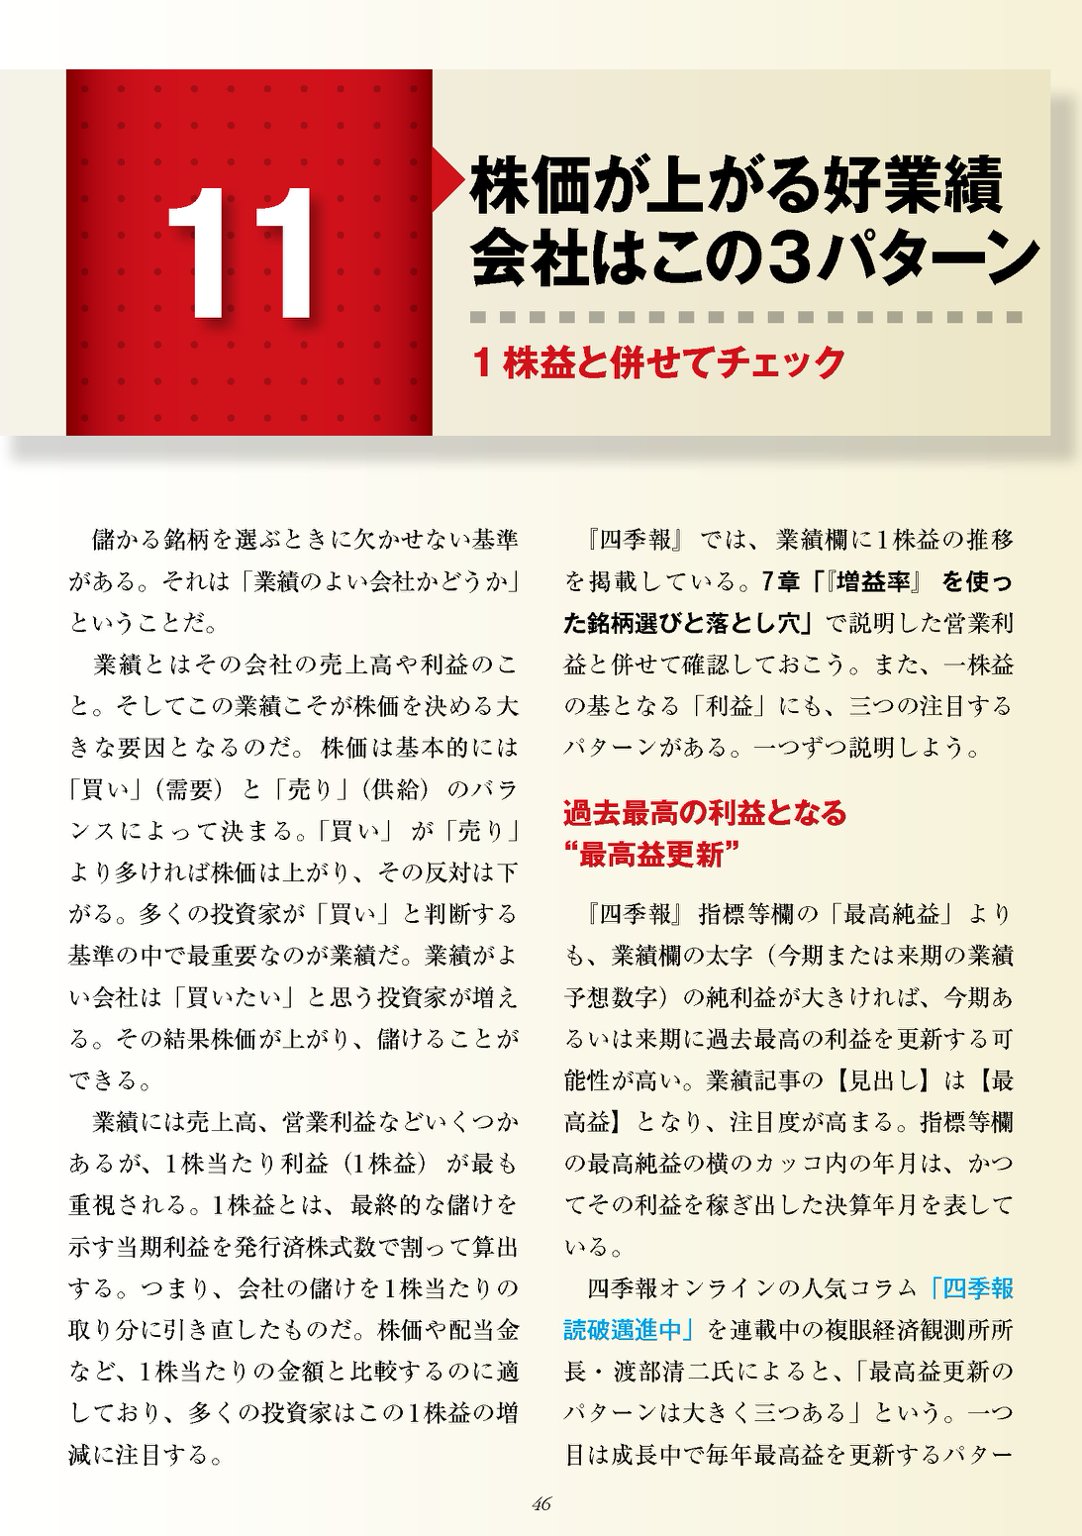 11
株価が上がる好業績
会社はこの3パターン
1株益と併せてチェック
儲かる銘柄を選ぶときに欠かせない基準
がある。それは「業績のよい会社かどうか」
ということだ。
業績とはその会社の売上高や利益のこ
と。そしてこの業績こそが株価を決める大
きな要因となるのだ。株価は基本的には
「買い」（需要）と「売り」（供給）のバラ
ンスによって決まる。「買い」が「売り」
より多ければ株価は上がり、その反対は下
がる。多くの投資家が「買い」と判断する
基準の中で最重要なのが業績だ。業績がよ
い会社は「買いたい」と思う投資家が増え
る。その結果株価が上がり、儲けることが
できる。
業績には売上高、営業利益などいくつか
あるが、1株当たり利益（1株益）が最も
重視される。1株益とは、最終的な儲けを
示す当期利益を発行済株式数で割って算出
する。つまり、会社の儲けを1株当たりの
取り分に引き直したものだ。株価や配当金
など、1株当たりの金額と比較するのに適
しており、多くの投資家はこの1株益の増
減に注目する。
『四季報』では、業績欄に1株益の推移
を掲載している。7章「『増益率』を使っ
た銘柄選びと落とし穴」で説明した営業利
益と併せて確認しておこう。また、一株益
の基となる「利益」にも、三つの注目する
パターンがある。一つずつ説明しよう。
過去最高の利益となる
“最高益更新”
『四季報』指標等欄の「最高純益」より
も、業績欄の太字（今期または来期の業績
予想数字）の純利益が大きければ、今期あ
るいは来期に過去最高の利益を更新する可
能性が高い。業績記事の【見出し】は【最
高益】となり、注目度が高まる。指標等欄
の最高純益の横のカッコ内の年月は、かつ
てその利益を稼ぎ出した決算年月を表して
いる。
四季報オンラインの人気コラム「四季報
読破邁進中」を連載中の複眼経済観測所所
長・渡部清二氏によると、「最高益更新の
パターンは大きく三つある」という。一つ
目は成長中で毎年最高益を更新するパター
46